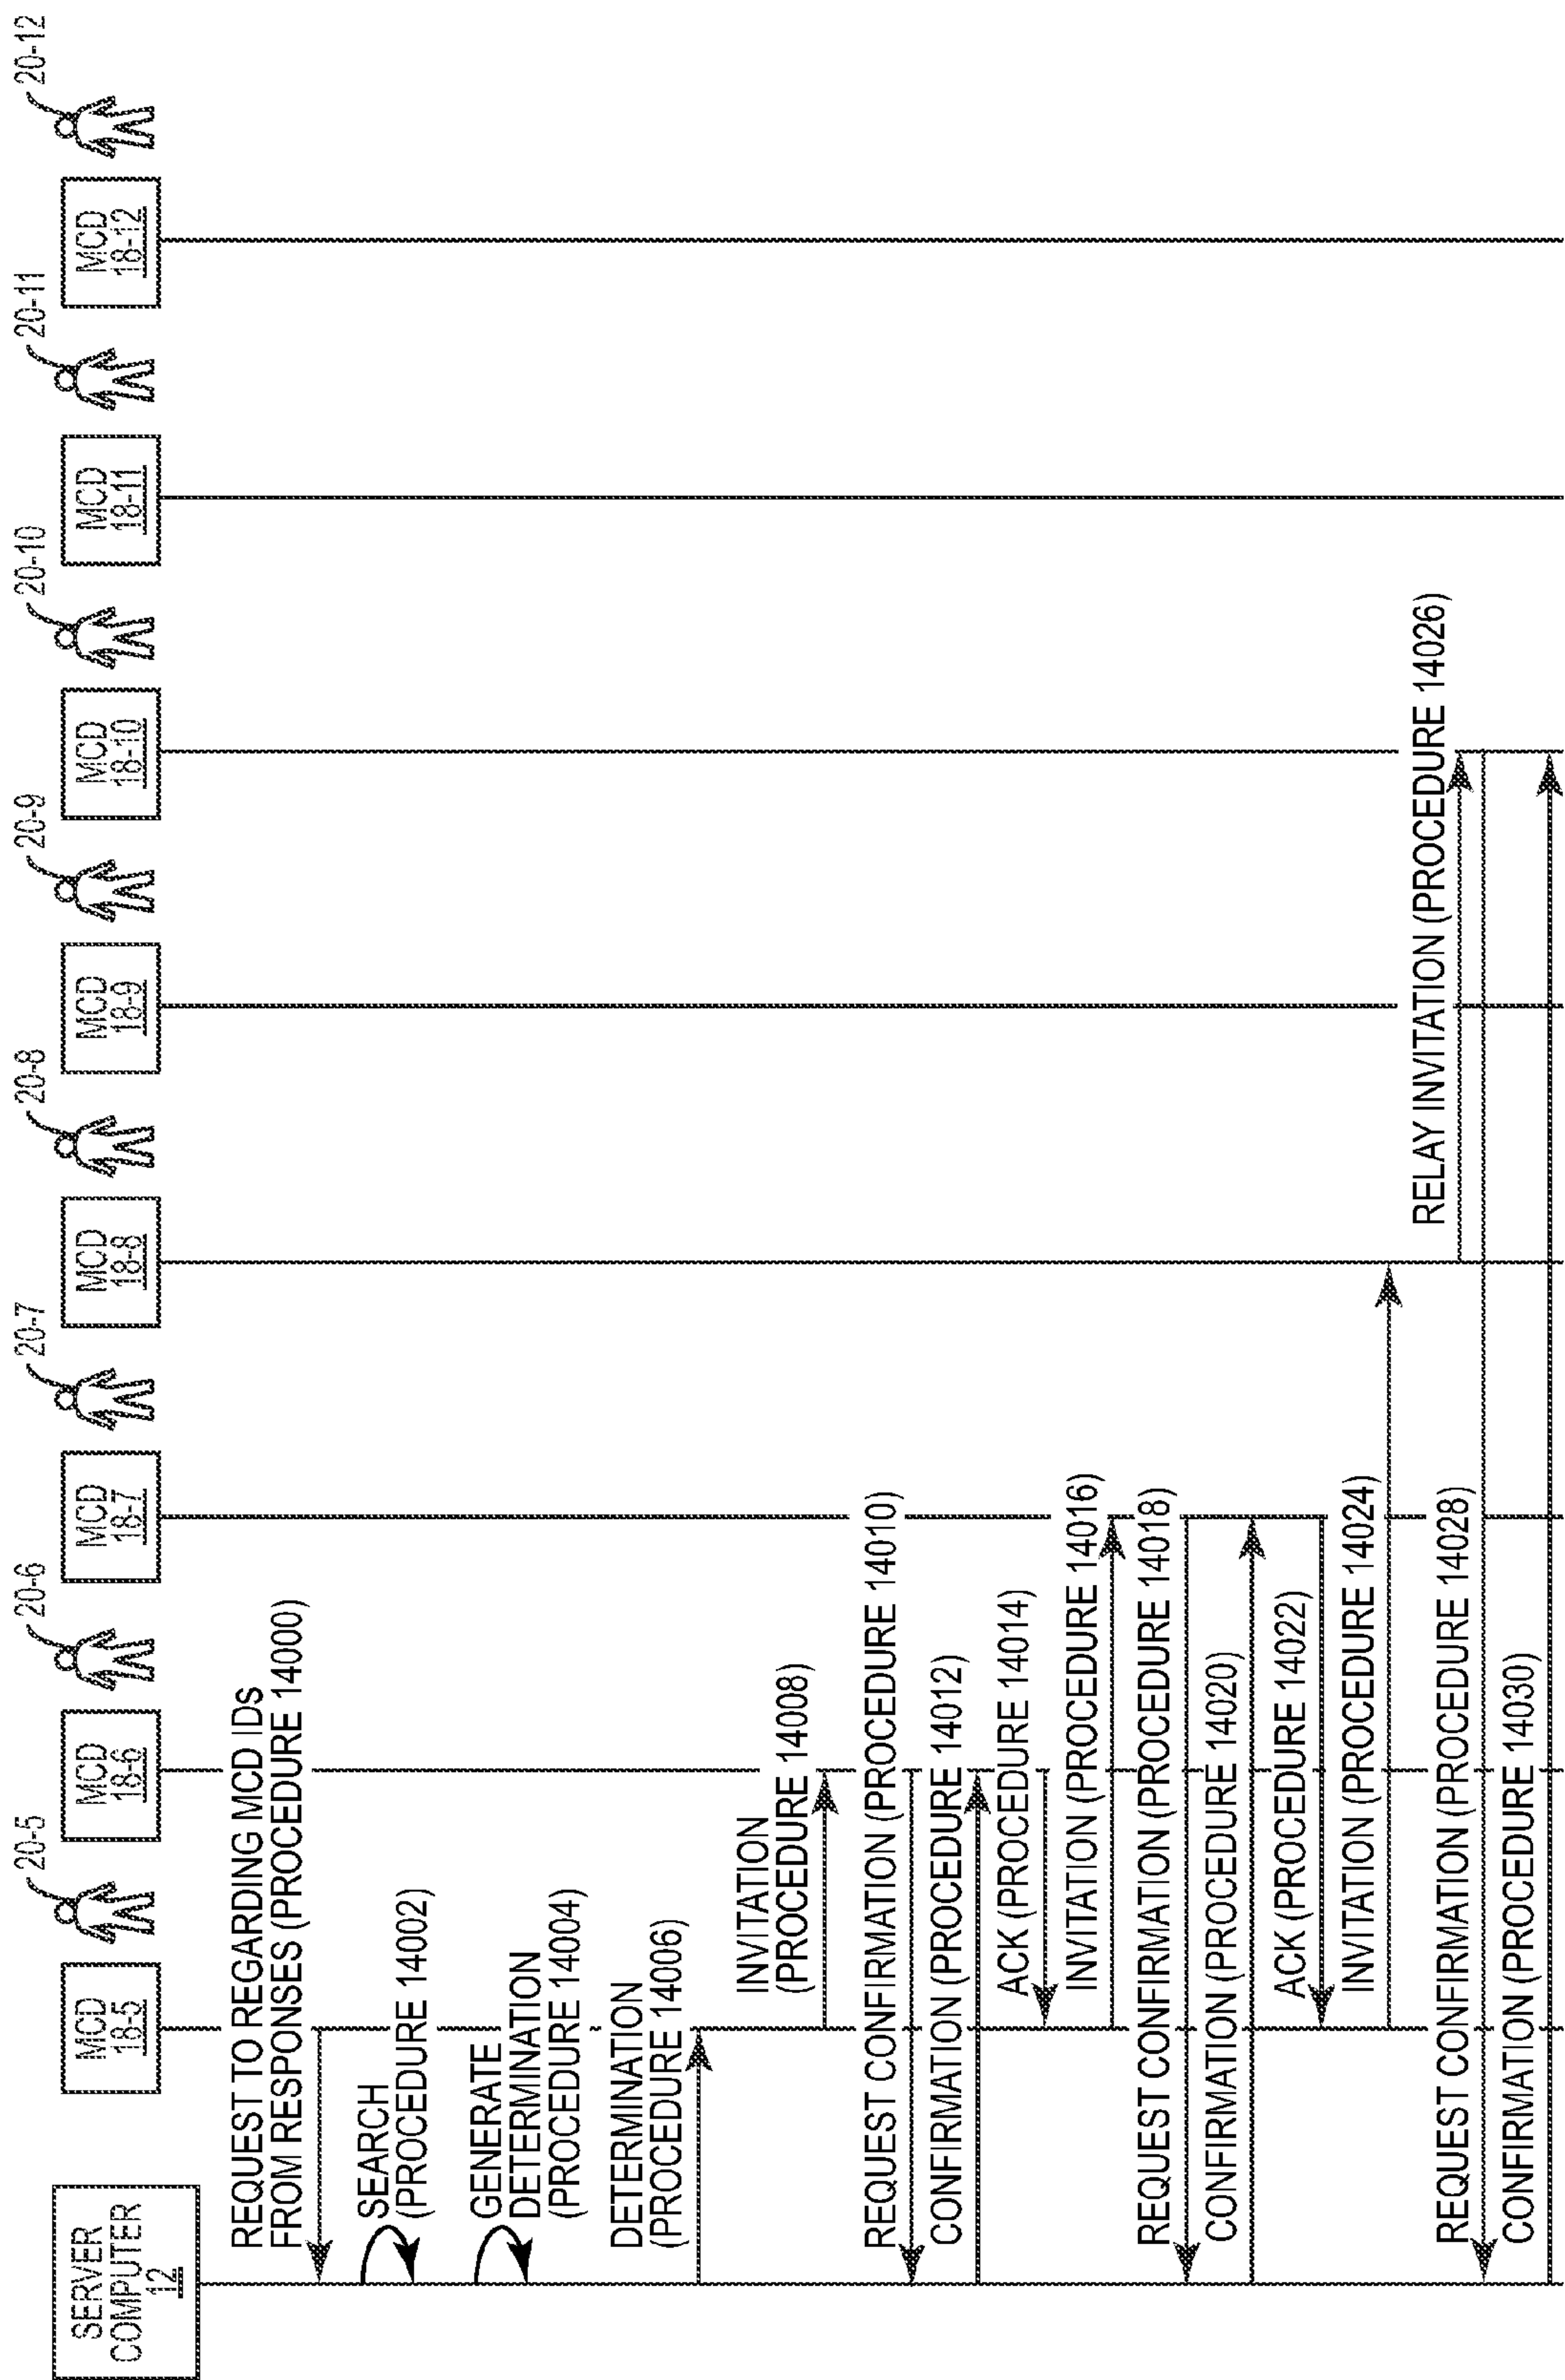 SERVER
COMPUTER
12
MCD
18-5
20-5
MCD
18-6
20-6
MCD
18-7
20-7
MCD
18-8
20-8
MCD
18-9
20-9
MCD
18-10
20-10
MCD
18-11
20-11
MCD
18-12
20-12
REQUEST TO REGARDING MCD IDS
FROM RESPONSES (PROCEDURE 14000)
SEARCH
(PROCEDURE 14002)
GENERATE
DETERMINATION
(PROCEDURE 14004)
DETERMINATION
(PROCEDURE 14006)
INVITATION
(PROCEDURE 14008)
REQUEST CONFIRMATION (PROCEDURE 14010)
CONFIRMATION (PROCEDURE 14012)
ACK (PROCEDURE 14014)
INVITATION (PROCEDURE 14016)
REQUEST CONFIRMATION (PROCEDURE 14018)
CONFIRMATION (PROCEDURE 14020)
ACK (PROCEDURE 14022)
INVITATION (PROCEDURE 14024)
RELAY INVITATION (PROCEDURE 14026)
REQUEST CONFIRMATION (PROCEDURE 14028)
CONFIRMATION (PROCEDURE 14030)